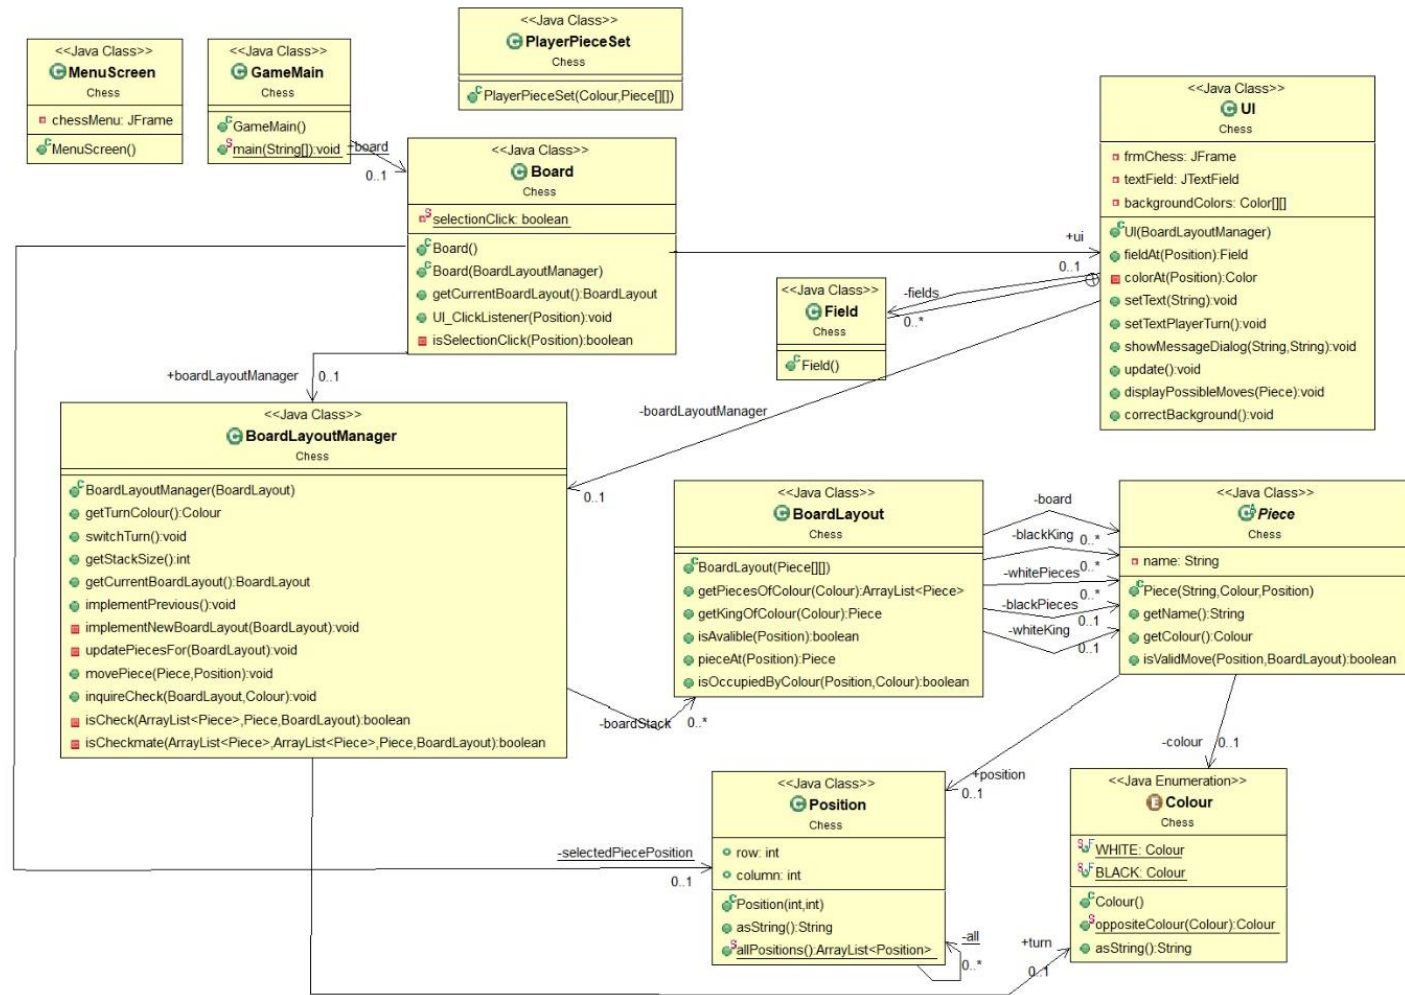 <<Java Class>>
MenuScreen
Chess
chessMenu: JFrame
MenuScreen()
<<Java Class>>
GameMain
Chess
GameMain()
main(String[]):void
+board
0..1
<<Java Class>>
PlayerPieceSet
Chess
PlayerPieceSet(Colour,Piece[][])
<<Java Class>>
Board
Chess
selectionClick: boolean
Board()
Board(BoardLayoutManager)
getCurrentBoardLayout():BoardLayout
UI_ClickListener(Position):void
isSelectionClick(Position):boolean
+ui
0..1
<<Java Class>>
UI
Chess
frmChess: JFrame
textField: JTextField
backgroundColors: Color[][]
UI(BoardLayoutManager)
fieldAt(Position):Field
colorAt(Position):Color
setText(String):void
setTextPlayerTurn():void
showMessageDialog(String,String):void
update():void
displayPossibleMoves(Piece):void
correctBackground():void
<<Java Class>>
Field
Chess
Field()
-fields
0..*
+boardLayoutManager
0..1
-boardLayoutManager
0..1
<<Java Class>>
BoardLayoutManager
Chess
BoardLayoutManager(BoardLayout)
getTurnColour():Colour
switchTurn():void
getStackSize():int
getCurrentBoardLayout():BoardLayout
implementPrevious():void
implementNewBoardLayout(BoardLayout):void
updatePiecesFor(BoardLayout):void
movePiece(Piece,Position):void
inquireCheck(BoardLayout,Colour):void
isCheck(ArrayList<Piece>,Piece,BoardLayout):boolean
isCheckmate(ArrayList<Piece>,ArrayList<Piece>,Piece,BoardLayout):boolean
-boardStack
0..*
<<Java Class>>
BoardLayout
Chess
BoardLayout(Piece[][])
getPiecesOfColour(Colour):ArrayList<Piece>
getKingOfColour(Colour):Piece
isAvalible(Position):boolean
pieceAt(Position):Piece
isOccupiedByColour(Position,Colour):boolean
-board
0..*
-blackKing
0..*
-whitePieces
0..*
-blackPieces
0..1
-whiteKing
0..1
<<Java Class>>
Piece
Chess
name: String
Piece(String,Colour,Position)
getName():String
getColour():Colour
isValidMove(Position,BoardLayout):boolean
+position
0..1
-colour
0..1
-selectedPiecePosition
0..1
<<Java Class>>
Position
Chess
row: int
column: int
Position(int,int)
asString():String
allPositions():ArrayList<Position>
-all
0..*
<<Java Enumeration>>
Colour
Chess
WHITE: Colour
BLACK: Colour
Colour()
oppositeColour(Colour):Colour
asString():String
+turn
0..1